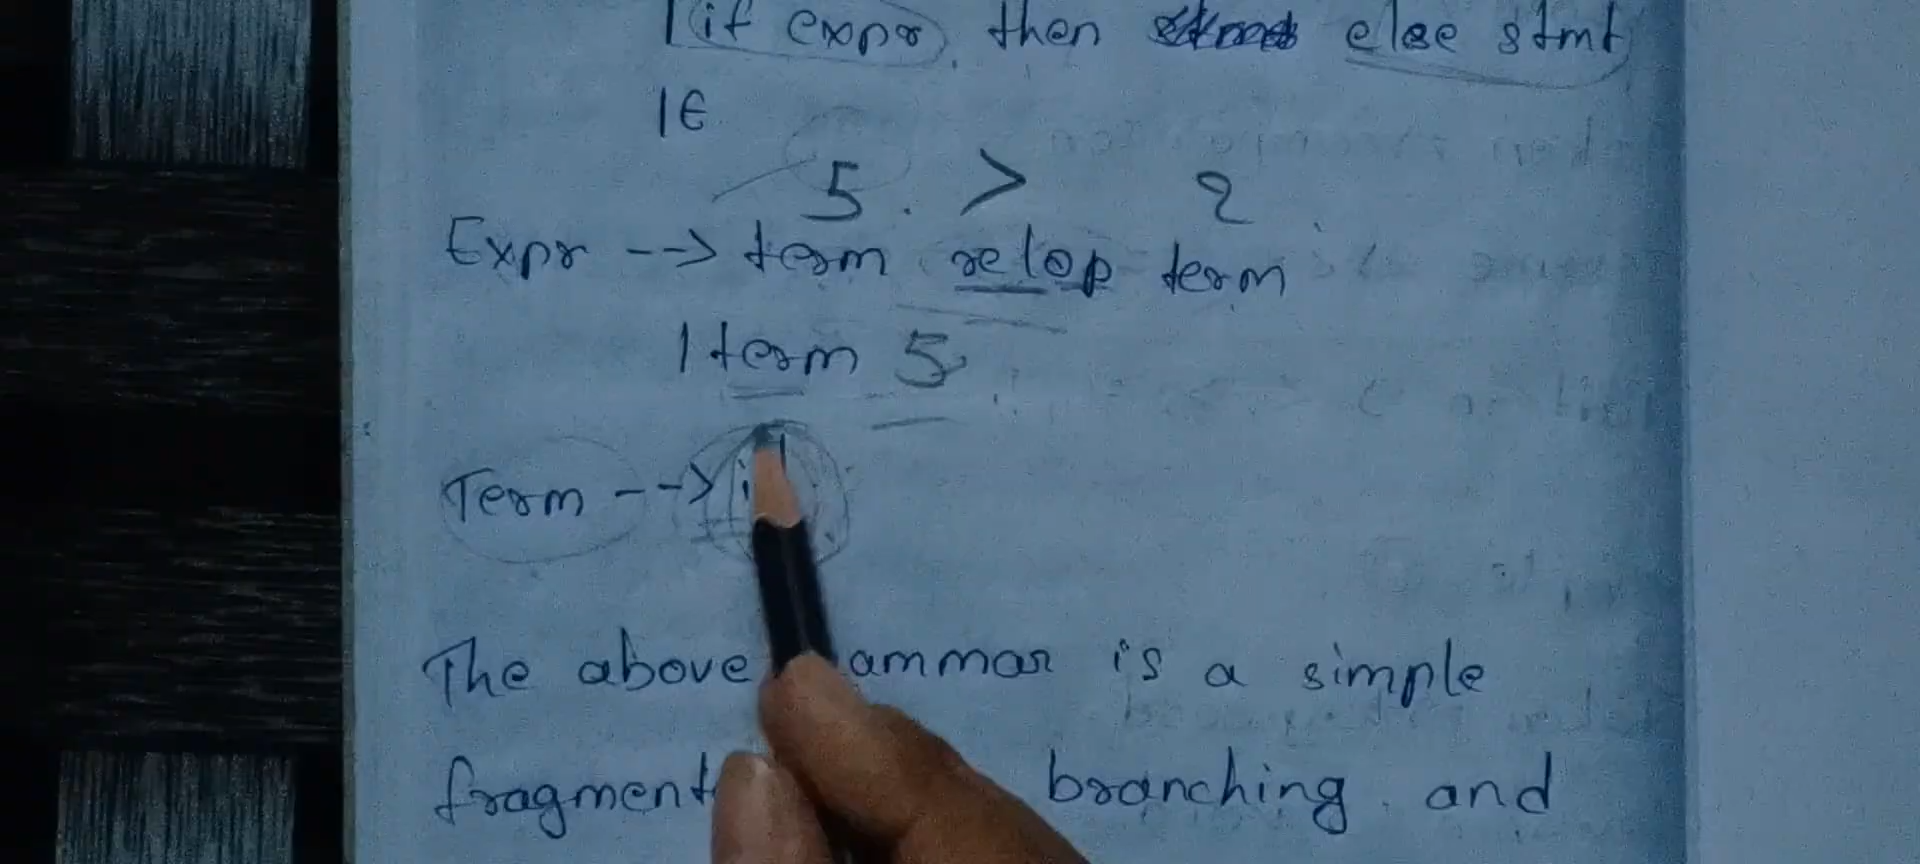 | if expr then else stmt
| ε
5 > 2
Expr --> term relop term
| term 5
Term -->
The above is a simple
fragment branching and